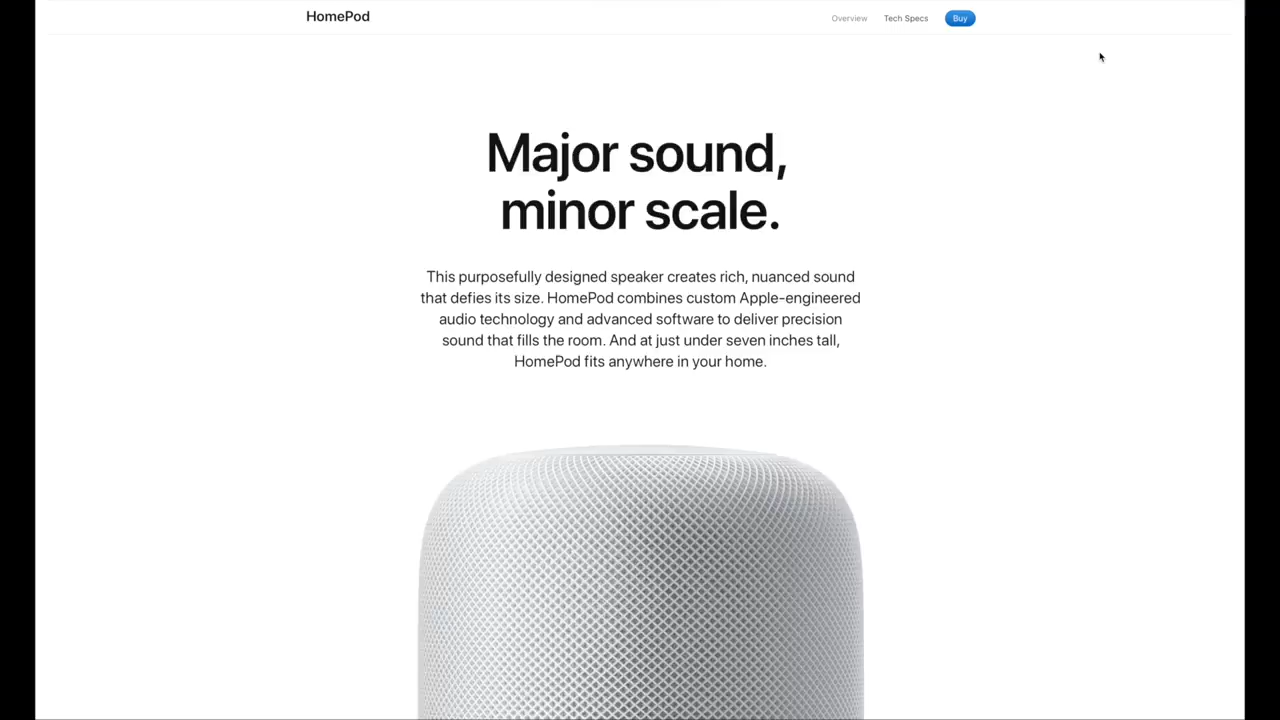 HomePod
Overview Tech Specs Buy
Major sound,
minor scale.
This purposefully designed speaker creates rich, nuanced sound
that defies its size. HomePod combines custom Apple-engineered
audio technology and advanced software to deliver precision
sound that fills the room. And at just under seven inches tall,
HomePod fits anywhere in your home.